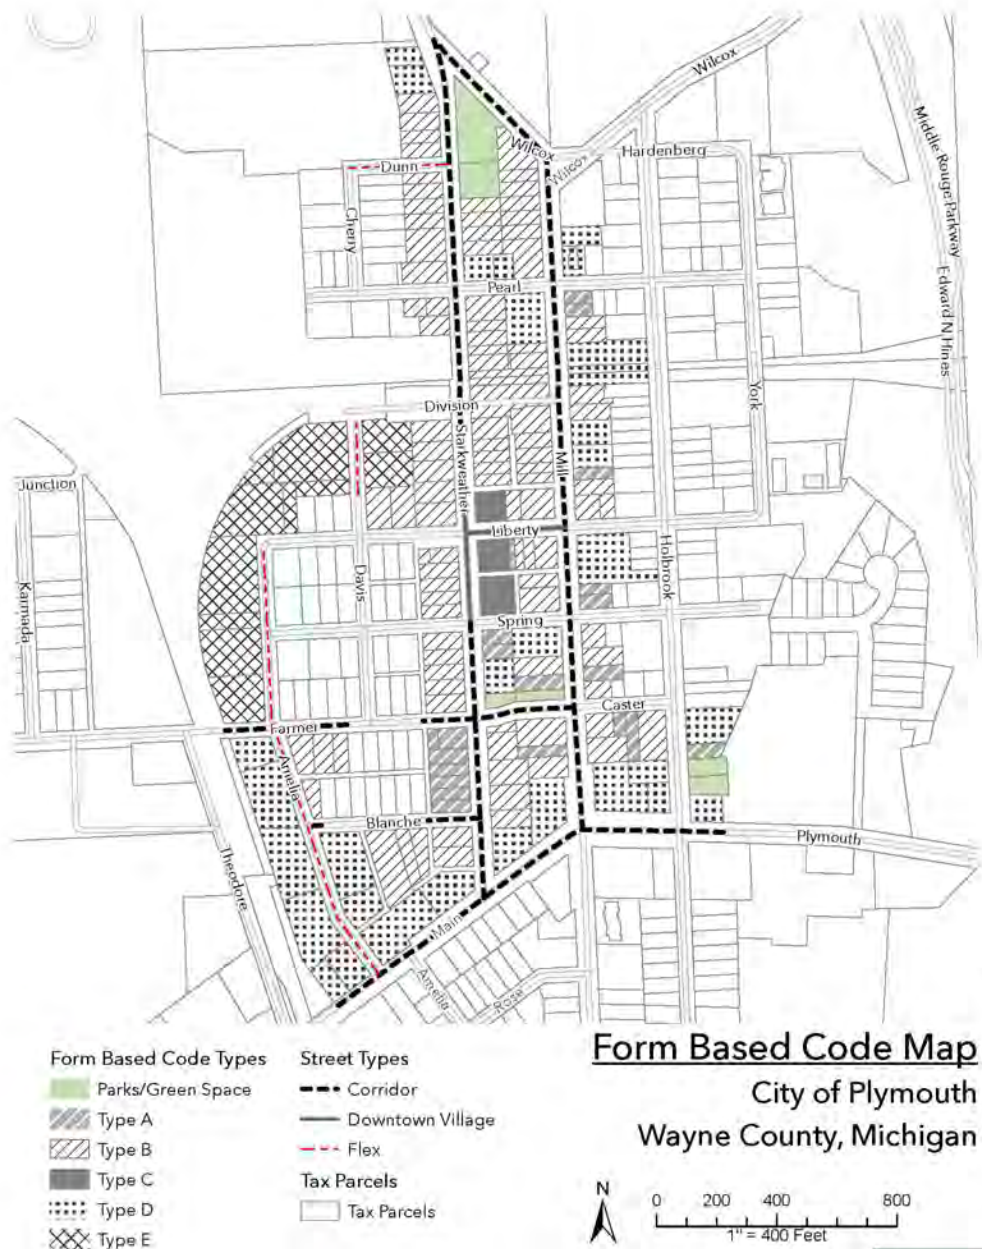 Wilcox
Wilcox
Wilcox
Hardenberg
Dunn
Cherry
Middle Rouge Parkway
Edward N Hines
Pearl
York
Division
Starkweather
Mill
Junction
Liberty
Holbrook
Davis
Karmada
Spring
Caster
Farmer
Amelia
Blanche
Plymouth
Theodore
Main
Amelia
Rose
Form Based Code Types
Parks/Green Space
Type A
Type B
Type C
Type D
Type E
Street Types
Corridor
Downtown Village
Flex
Tax Parcels
Tax Parcels
Form Based Code Map
City of Plymouth
Wayne County, Michigan
N
0 200 400 800
1" = 400 Feet